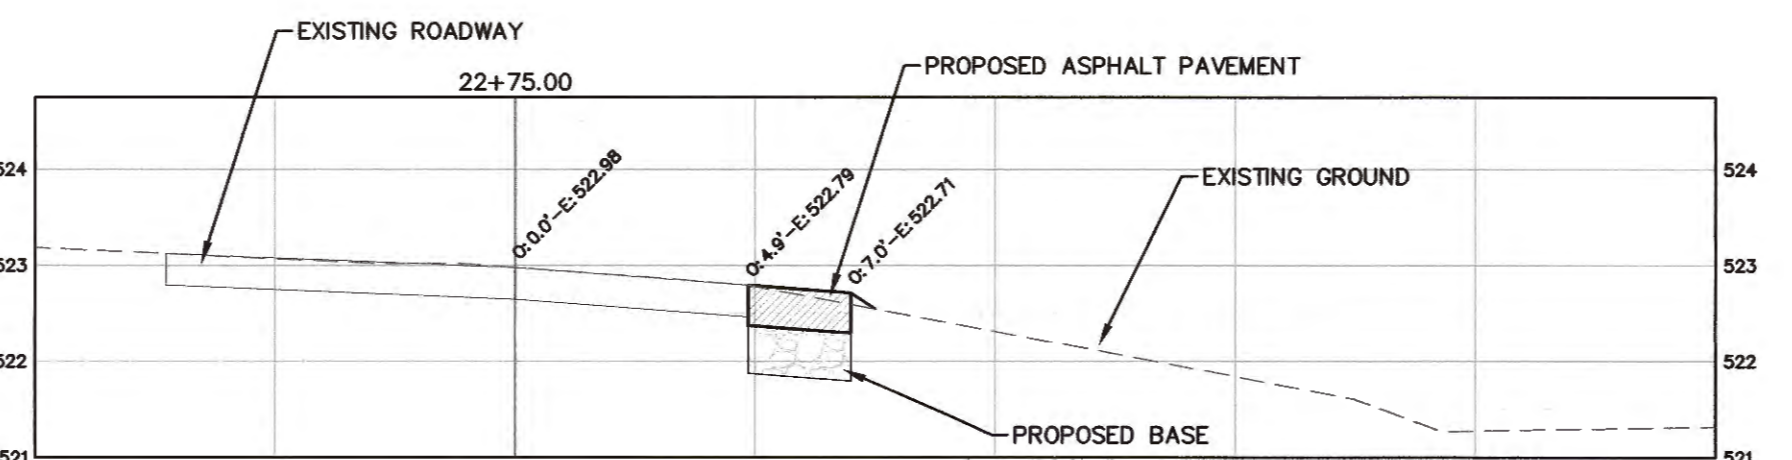 EXISTING ROADWAY
PROPOSED ASPHALT PAVEMENT
22+75.00
524
O: 0.0'-E: 522.98
O: 4.9'-E: 522.79
O: 7.0'-E: 522.71
EXISTING GROUND
524
523
523
522
522
PROPOSED BASE
521
521